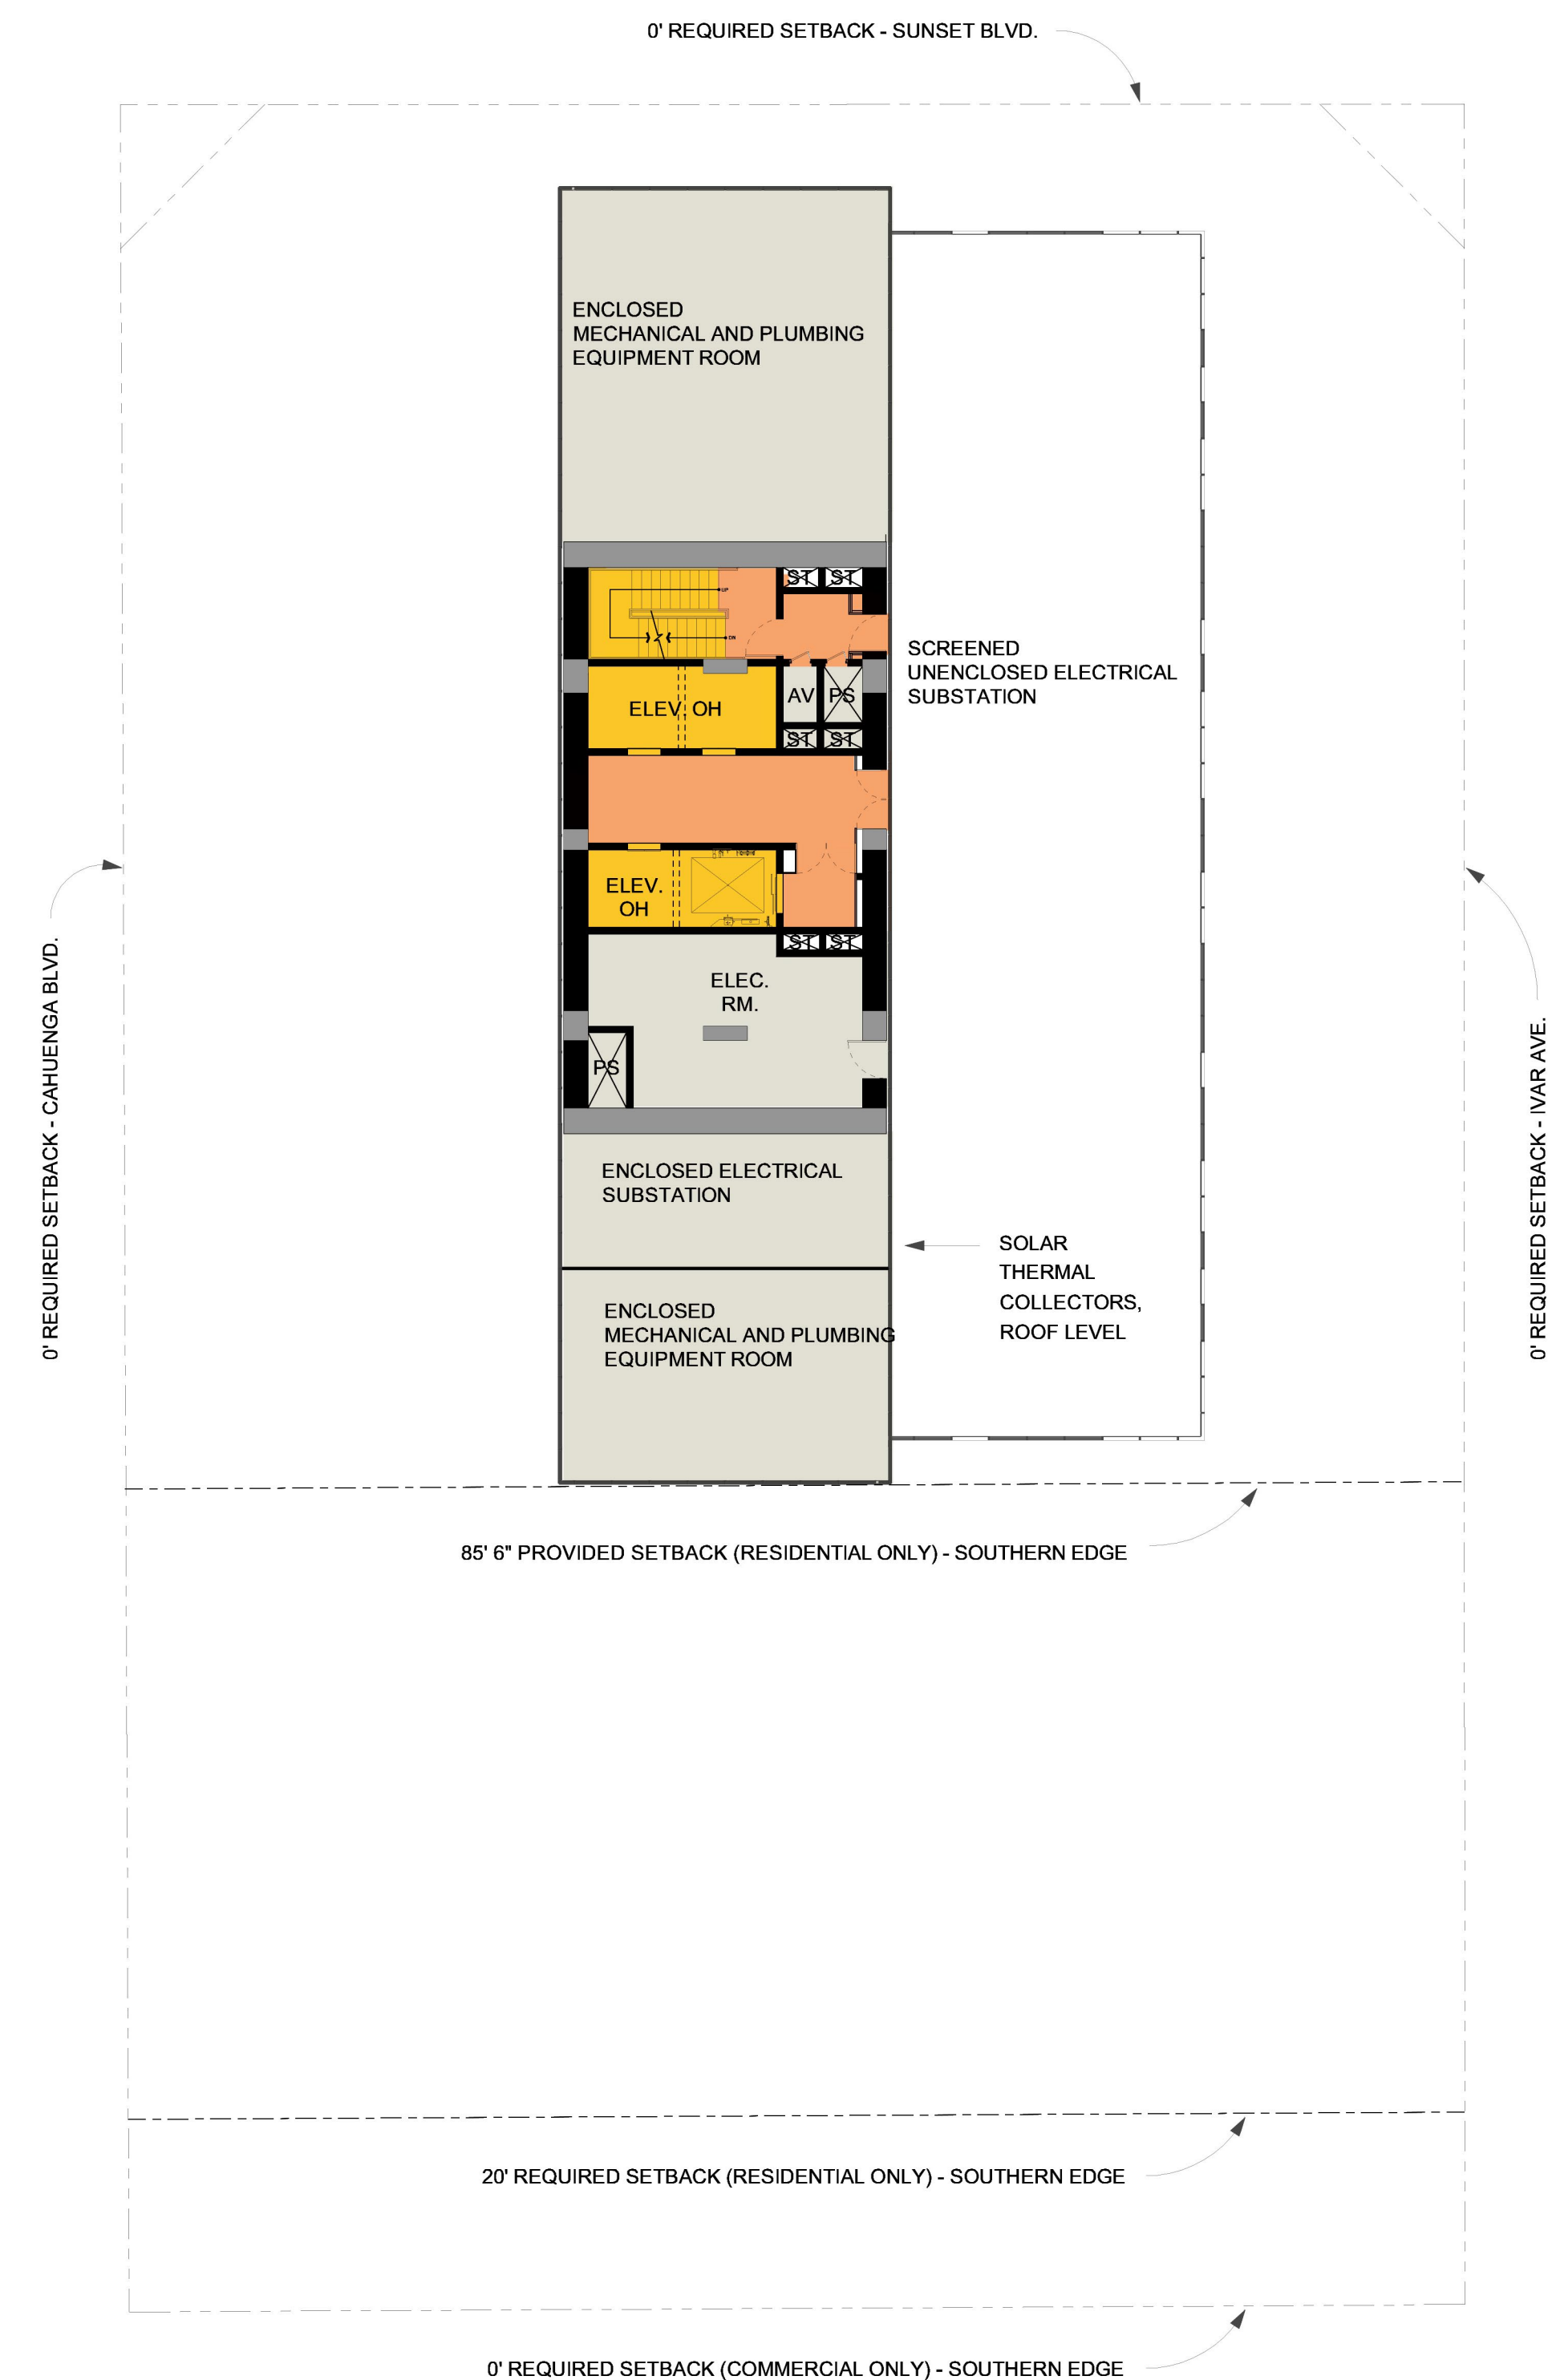 0' REQUIRED SETBACK - SUNSET BLVD.
ENCLOSED
MECHANICAL AND PLUMBING
EQUIPMENT ROOM
ST
ST
UP
DN
SCREENED
UNENCLOSED ELECTRICAL
SUBSTATION
ELEV. OH
AV
PS
ST
ST
ELEV.
OH
ST
ST
ELEC.
RM.
PS
0' REQUIRED SETBACK - CAHUENGA BLVD.
0' REQUIRED SETBACK - IVAR AVE.
ENCLOSED ELECTRICAL
SUBSTATION
SOLAR
THERMAL
COLLECTORS,
ROOF LEVEL
ENCLOSED
MECHANICAL AND PLUMBING
EQUIPMENT ROOM
85' 6" PROVIDED SETBACK (RESIDENTIAL ONLY) - SOUTHERN EDGE
20' REQUIRED SETBACK (RESIDENTIAL ONLY) - SOUTHERN EDGE
0' REQUIRED SETBACK (COMMERCIAL ONLY) - SOUTHERN EDGE